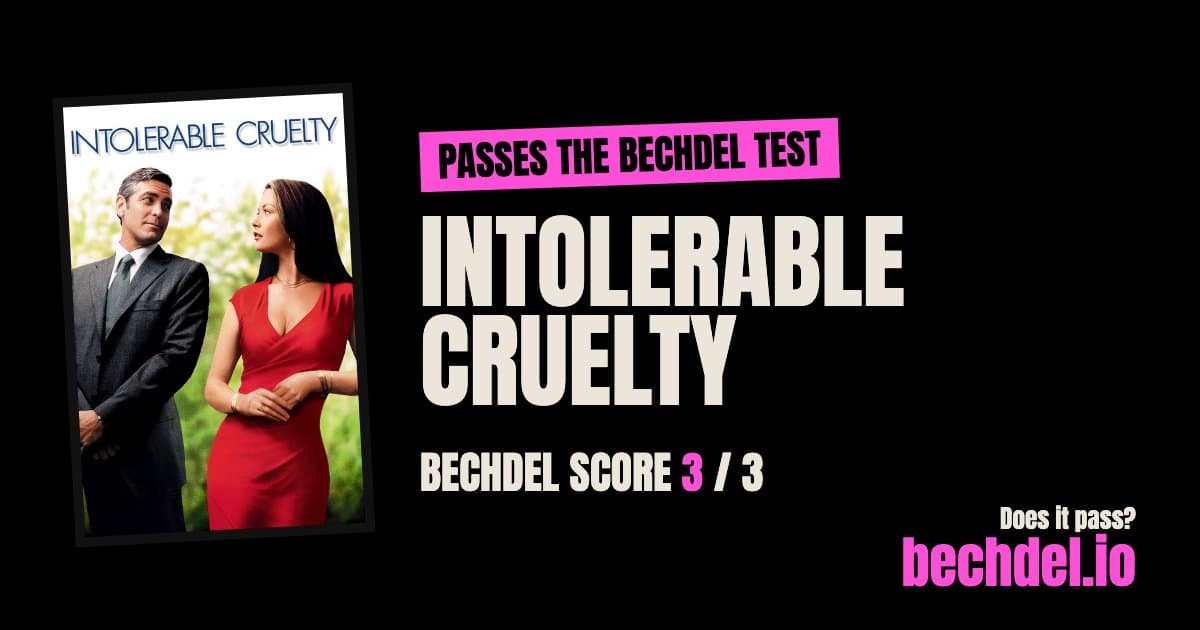 INTOLERABLE CRUELTY
PASSES THE BECHDEL TEST
INTOLERABLE
CRUELTY
BECHDEL SCORE 3 / 3
Does it pass?
bechdel.io